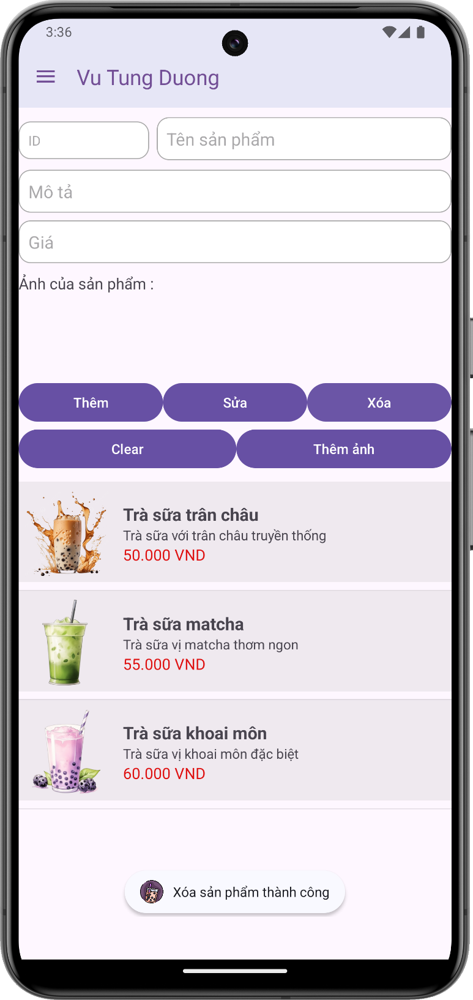 3:36
Vu Tung Duong
ID
Tên sản phẩm
Mô tả
Giá
Ảnh của sản phẩm :
Thêm
Sửa
Xóa
Clear
Thêm ảnh
Trà sữa trân châu
Trà sữa với trân châu truyền thống
50.000 VND
Trà sữa matcha
Trà sữa vị matcha thơm ngon
55.000 VND
Trà sữa khoai môn
Trà sữa vị khoai môn đặc biệt
60.000 VND
Xóa sản phẩm thành công